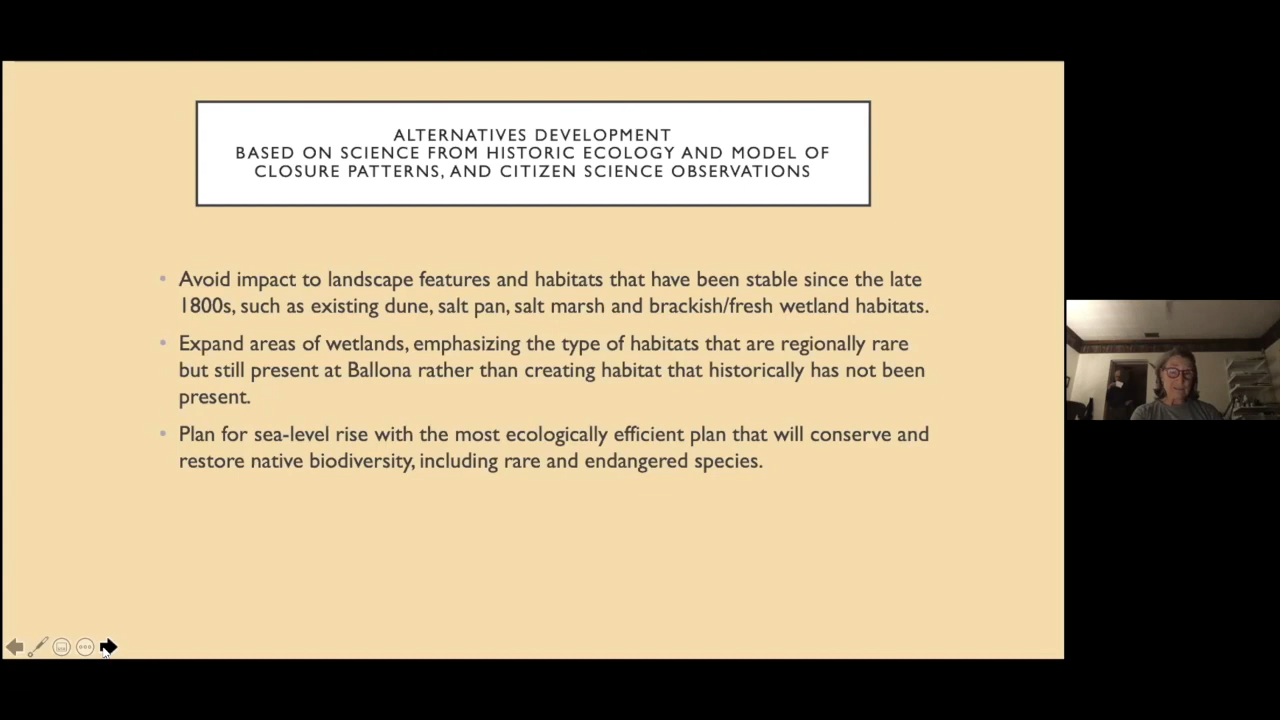 ALTERNATIVES DEVELOPMENT
BASED ON SCIENCE FROM HISTORIC ECOLOGY AND MODEL OF
CLOSURE PATTERNS, AND CITIZEN SCIENCE OBSERVATIONS
• Avoid impact to landscape features and habitats that have been stable since the late
1800s, such as existing dune, salt pan, salt marsh and brackish/fresh wetland habitats.
• Expand areas of wetlands, emphasizing the type of habitats that are regionally rare
but still present at Ballona rather than creating habitat that historically has not been
present.
• Plan for sea-level rise with the most ecologically efficient plan that will conserve and
restore native biodiversity, including rare and endangered species.